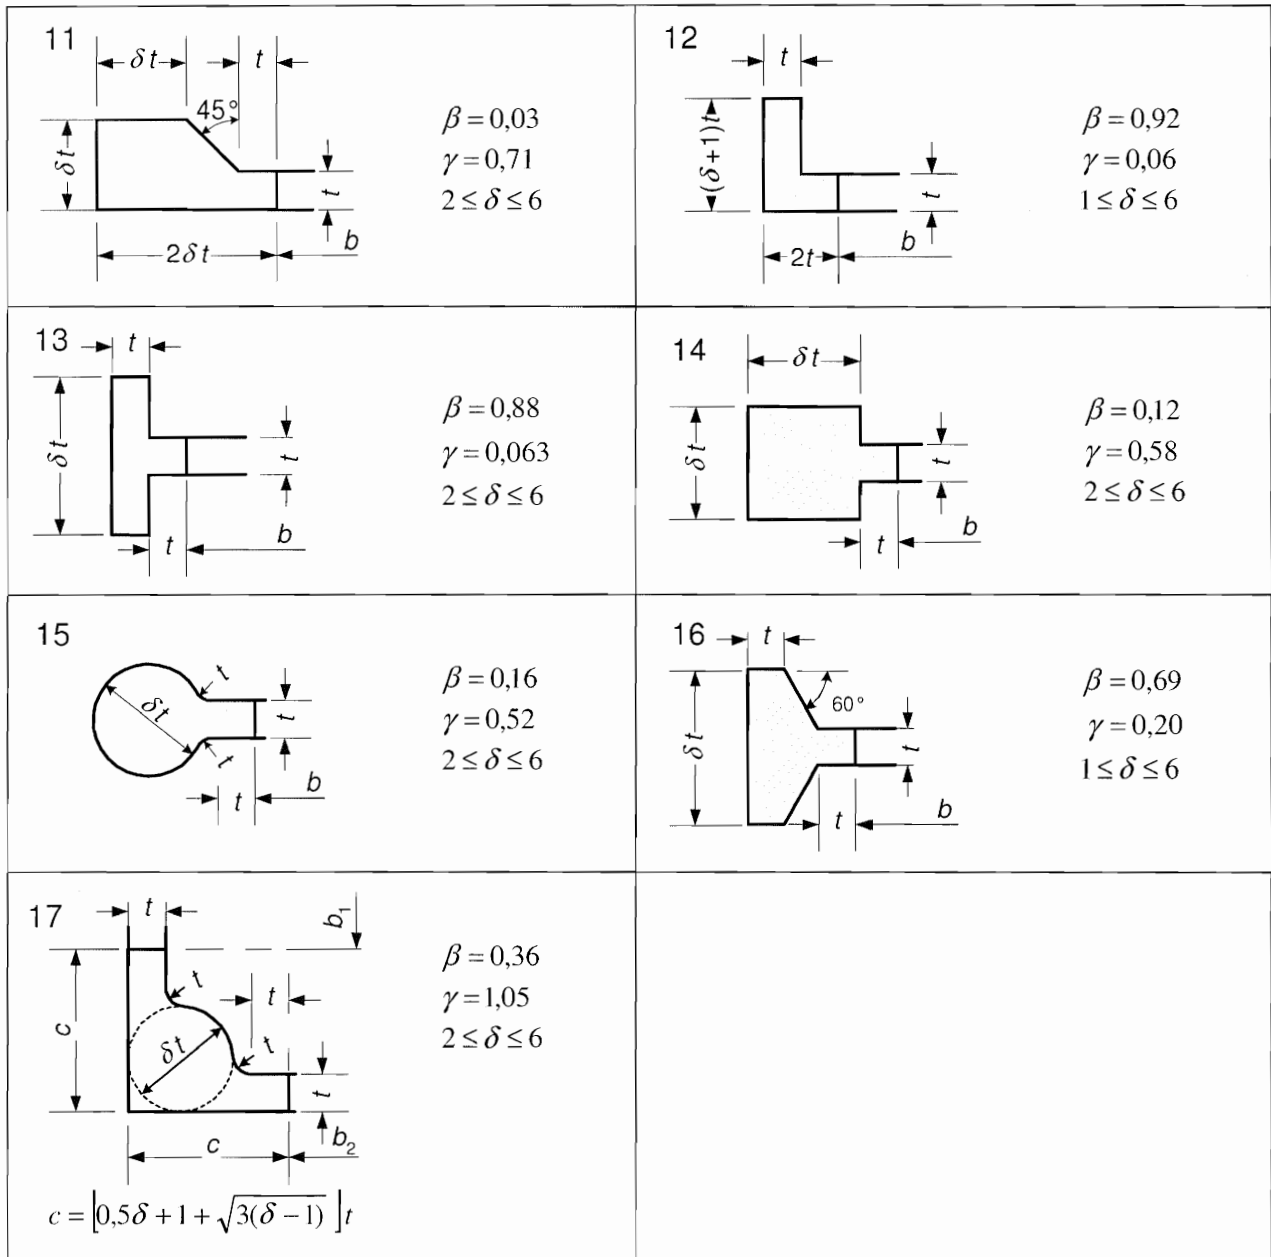 11
δt
t
45°
δt
t
2δt
b
β = 0,03
γ = 0,71
2 ≤ δ ≤ 6
12
t
(δ+1)t
t
2t
b
β = 0,92
γ = 0,06
1 ≤ δ ≤ 6
13
t
δt
t
t
b
β = 0,88
γ = 0,063
2 ≤ δ ≤ 6
14
δt
δt
t
t
b
β = 0,12
γ = 0,58
2 ≤ δ ≤ 6
15
t
δt
t
t
t
b
β = 0,16
γ = 0,52
2 ≤ δ ≤ 6
16
t
60°
δt
t
t
b
β = 0,69
γ = 0,20
1 ≤ δ ≤ 6
17
t
b₁
t
t
c
δt
t
t
c
b₂
β = 0,36
γ = 1,05
2 ≤ δ ≤ 6
c = [0,5δ + 1 + √3(δ − 1) ] t